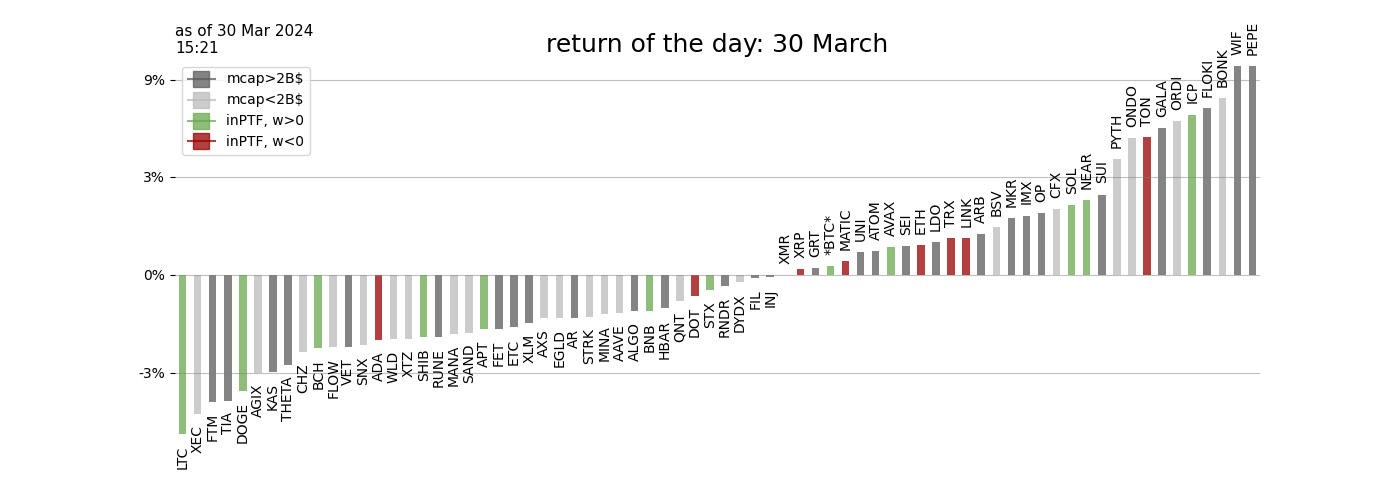 as of 30 Mar 2024
15:21
return of the day: 30 March
mcap>2B$
mcap<2B$
inPTF, w>0
inPTF, w<0
9%
3%
0%
-3%
LTC
XEC
FTM
TIA
DOGE
AGIX
KAS
THETA
CHZ
BCH
FLOW
VET
SNX
ADA
WLD
XTZ
SHIB
RUNE
MANA
SAND
APT
FET
ETC
XLM
AXS
EGLD
AR
STRK
MINA
AAVE
ALGO
BNB
HBAR
QNT
DOT
STX
RNDR
DYDX
FIL
INJ
XMR
XRP
GRT
*BTC*
MATIC
UNI
ATOM
AVAX
SEI
ETH
LDO
TRX
LINK
ARB
BSV
MKR
IMX
OP
CFX
SOL
NEAR
SUI
PYTH
ONDO
TON
GALA
ORDI
ICP
FLOKI
BONK
WIF
PEPE